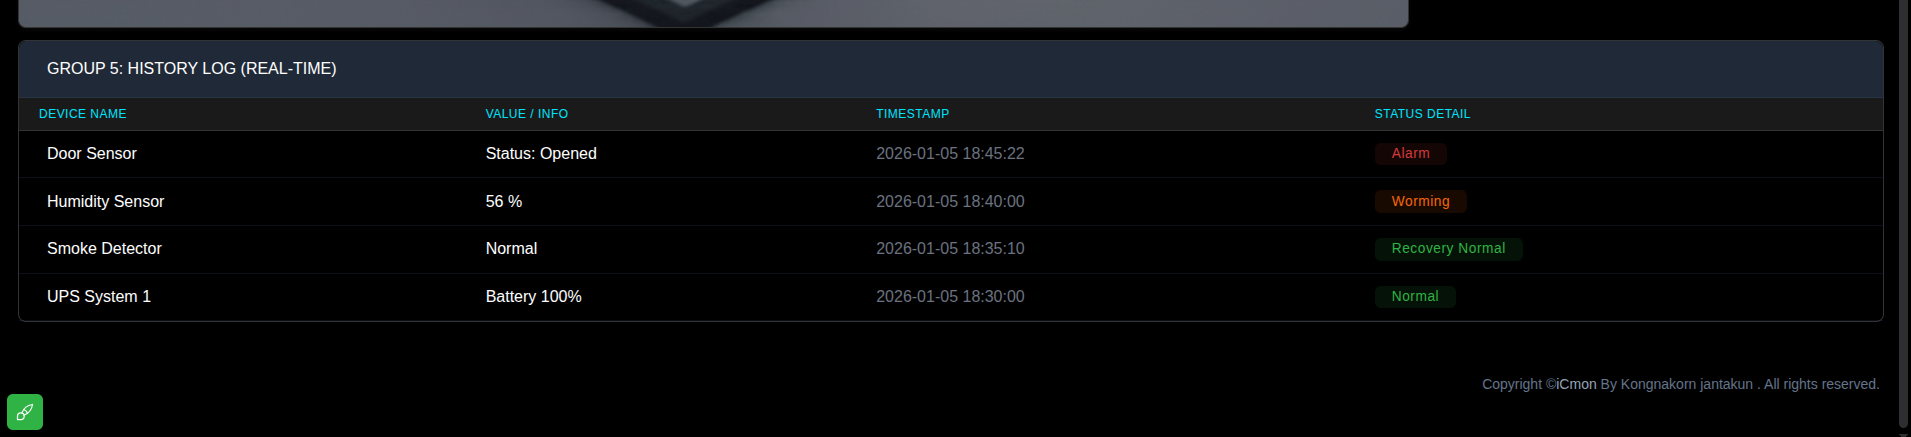 GROUP 5: HISTORY LOG (REAL-TIME)
DEVICE NAME VALUE / INFO TIMESTAMP STATUS DETAIL
Door Sensor Status: Opened 2026-01-05 18:45:22 Alarm
Humidity Sensor 56 % 2026-01-05 18:40:00 Worming
Smoke Detector Normal 2026-01-05 18:35:10 Recovery Normal
UPS System 1 Battery 100% 2026-01-05 18:30:00 Normal
Copyright ©iCmon By Kongnakorn jantakun . All rights reserved.